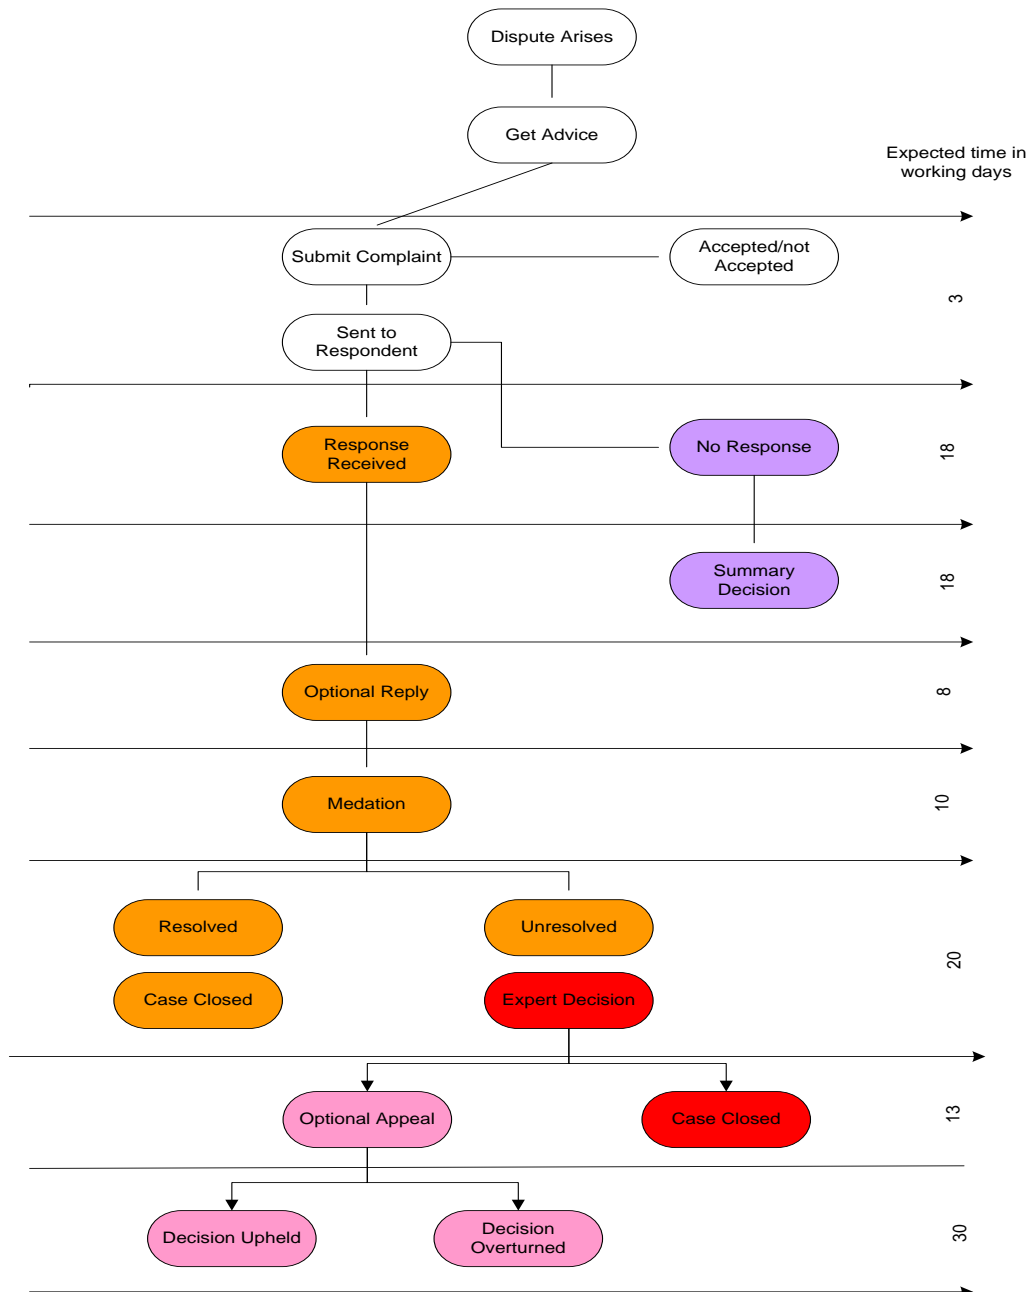 Dispute Arises
Get Advice
Expected time in
working days
Submit Complaint
Accepted/not
Accepted
3
Sent to
Respondent
Response
Received
No Response
18
Summary
Decision
18
Optional Reply
8
Medation
10
Resolved
Unresolved
20
Case Closed
Expert Decision
Optional Appeal
Case Closed
13
Decision Upheld
Decision
Overturned
30